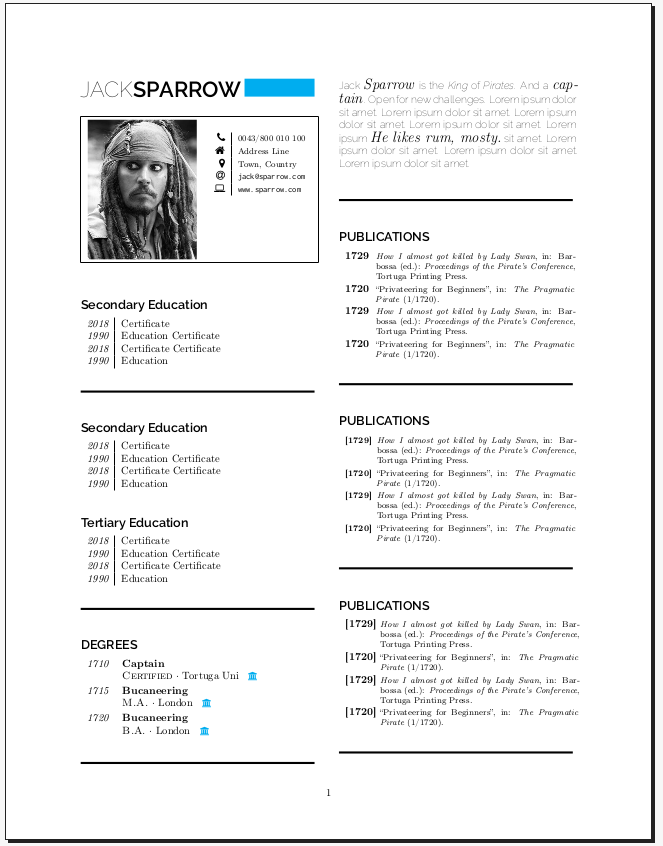 JACKSPARROW
0043/800 010 100
Address Line
Town, Country
jack@sparrow.com
www.sparrow.com
Secondary Education
2018 Certificate
1990 Education Certificate
2018 Certificate Certificate
1990 Education
Secondary Education
2018 Certificate
1990 Education Certificate
2018 Certificate Certificate
1990 Education
Tertiary Education
2018 Certificate
1990 Education Certificate
2018 Certificate Certificate
1990 Education
DEGREES
1710 Captain
CERTIFIED · Tortuga Uni
1715 Bucaneering
M.A. · London
1720 Bucaneering
B.A. · London
Jack Sparrow is the King of Pirates. And a cap-
tain. Open for new challenges. Lorem ipsum dolor
sit amet. Lorem ipsum dolor sit amet. Lorem ipsum
dolor sit amet. Lorem ipsum dolor sit amet. Lorem
ipsum He likes rum, mosty. sit amet. Lorem
ipsum dolor sit amet. Lorem ipsum dolor sit amet.
Lorem ipsum dolor sit amet.
PUBLICATIONS
1729 How I almost got killed by Lady Swan, in: Bar-
bossa (ed.): Proceedings of the Pirate's Conference,
Tortuga Printing Press.
1720 “Privateering for Beginners”, in: The Pragmatic
Pirate (1/1720).
1729 How I almost got killed by Lady Swan, in: Bar-
bossa (ed.): Proceedings of the Pirate's Conference,
Tortuga Printing Press.
1720 “Privateering for Beginners”, in: The Pragmatic
Pirate (1/1720).
PUBLICATIONS
[1729] How I almost got killed by Lady Swan, in: Bar-
bossa (ed.): Proceedings of the Pirate's Conference,
Tortuga Printing Press.
[1720] “Privateering for Beginners”, in: The Pragmatic
Pirate (1/1720).
[1729] How I almost got killed by Lady Swan, in: Bar-
bossa (ed.): Proceedings of the Pirate's Conference,
Tortuga Printing Press.
[1720] “Privateering for Beginners”, in: The Pragmatic
Pirate (1/1720).
PUBLICATIONS
[1729] How I almost got killed by Lady Swan, in: Bar-
bossa (ed.): Proceedings of the Pirate's Conference,
Tortuga Printing Press.
[1720] “Privateering for Beginners”, in: The Pragmatic
Pirate (1/1720).
[1729] How I almost got killed by Lady Swan, in: Bar-
bossa (ed.): Proceedings of the Pirate's Conference,
Tortuga Printing Press.
[1720] “Privateering for Beginners”, in: The Pragmatic
Pirate (1/1720).
1